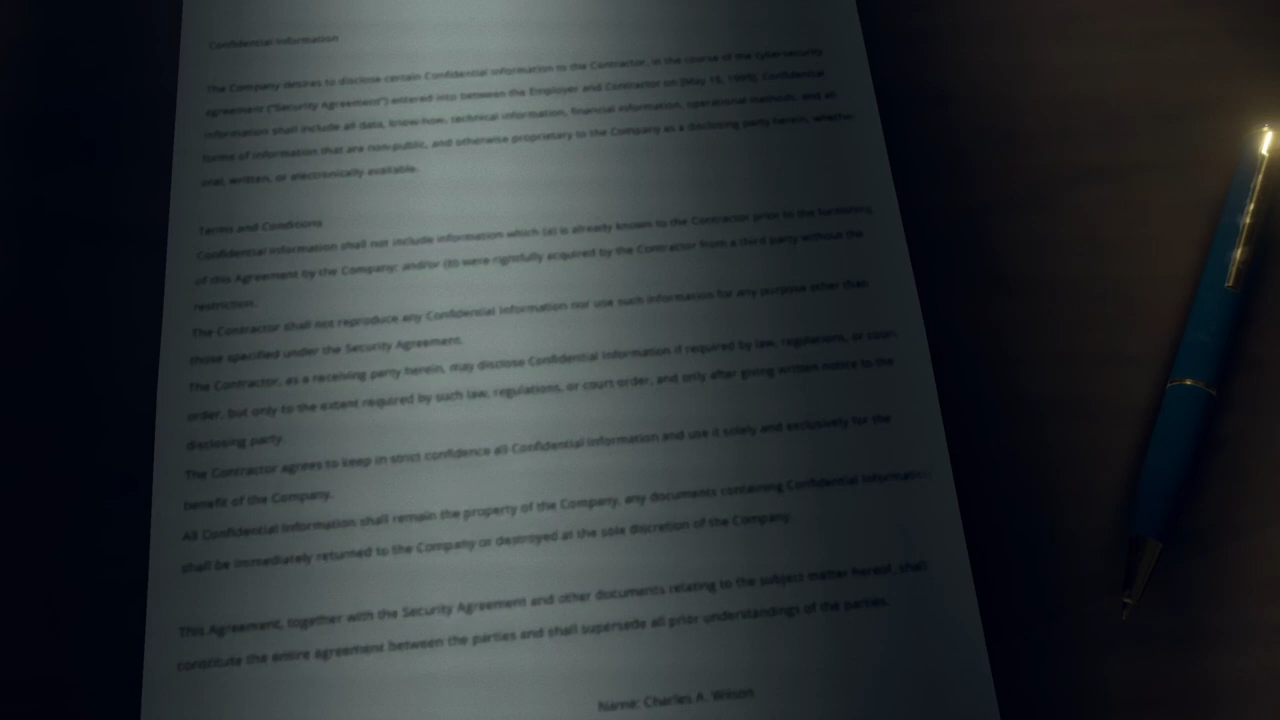 Confidential Information
The Company desires to disclose certain Confidential Information to the Contractor, in the course of the cybersecurity
agreement ("Security Agreement") entered into between the Employer and Contractor on (May 15, 1995). Confidential
information shall include all data, know-how, technical information, financial information, operational methods, and all
forms of information that are non-public, and otherwise proprietary to the Company as a disclosing party herein, whether
oral, written, or electronically available.
Terms and Conditions
Confidential Information shall not include information which (a) is already known to the Contractor prior to the furnishing
of this Agreement by the Company; and/or (b) were rightfully acquired by the Contractor from a third party without the
restriction.
The Contractor shall not reproduce any Confidential Information nor use such information for any purpose other than
those specified under the Security Agreement.
The Contractor, as a receiving party herein, may disclose Confidential Information if required by law, regulations, or court
order, but only to the extent required by such law, regulations, or court order, and only after giving written notice to the
disclosing party.
The Contractor agrees to keep in strict confidence all Confidential Information and use it solely and exclusively for the
benefit of the Company.
All Confidential Information shall remain the property of the Company, any documents containing Confidential Information
shall be immediately returned to the Company or destroyed at the sole discretion of the Company.
This Agreement, together with the Security Agreement and other documents relating to the subject matter hereof, shall
constitute the entire agreement between the parties and shall supersede all prior understandings of the parties.
Name: Charles A. Wilson